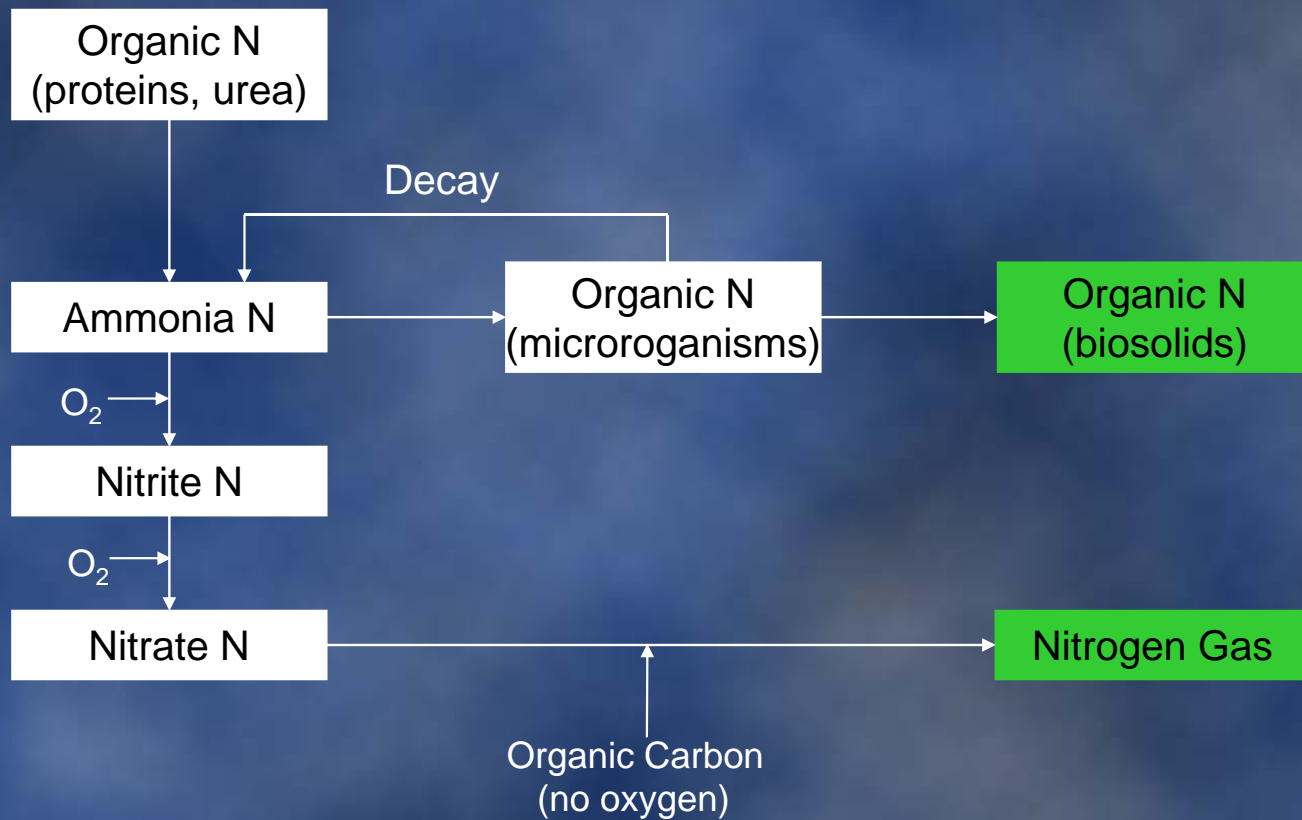 Organic N
(proteins, urea)
Decay
Ammonia N
Organic N
(microroganisms)
Organic N
(biosolids)
O₂
Nitrite N
O₂
Nitrate N
Nitrogen Gas
Organic Carbon
(no oxygen)